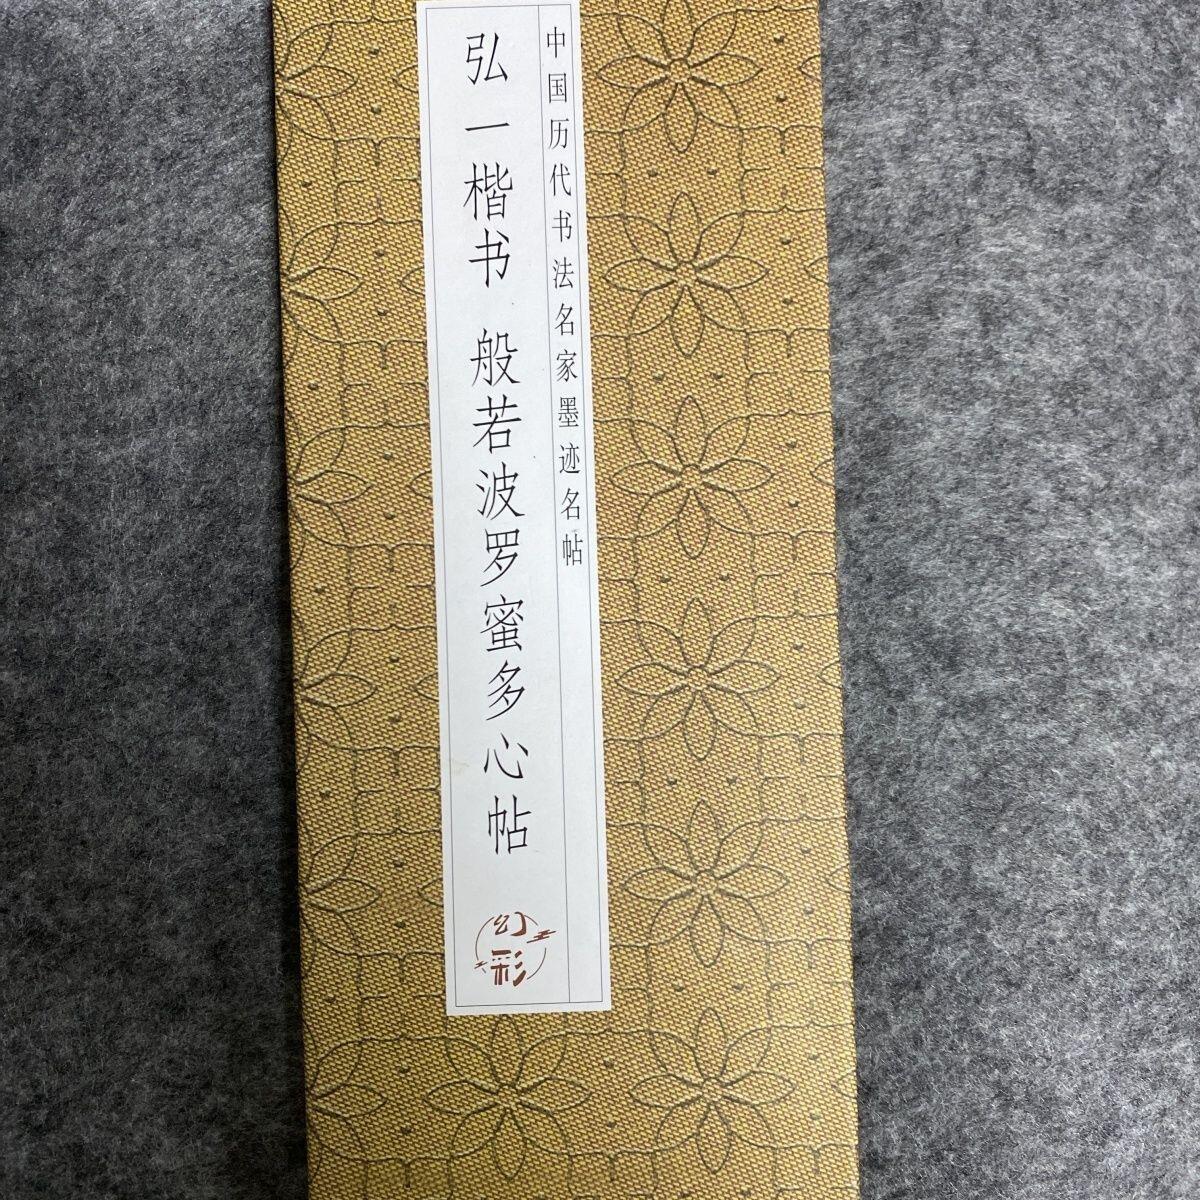 中国历代书法名家墨迹名帖
弘一楷书 般若波罗蜜多心帖
幻彩